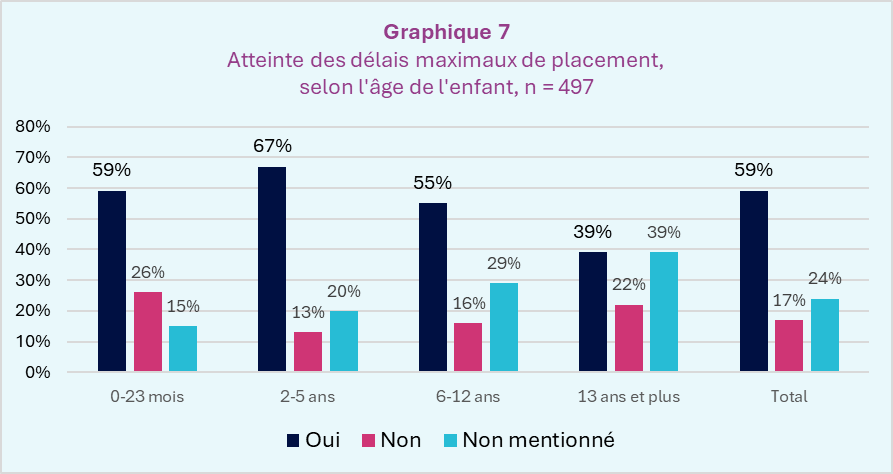 Graphique 7
Atteinte des délais maximaux de placement,
selon l'âge de l'enfant, n = 497
80%
70%
60%
50%
40%
30%
20%
10%
0%
59%
26%
15%
67%
13%
20%
55%
16%
29%
39%
22%
39%
59%
17%
24%
0-23 mois
2-5 ans
6-12 ans
13 ans et plus
Total
Oui
Non
Non mentionné